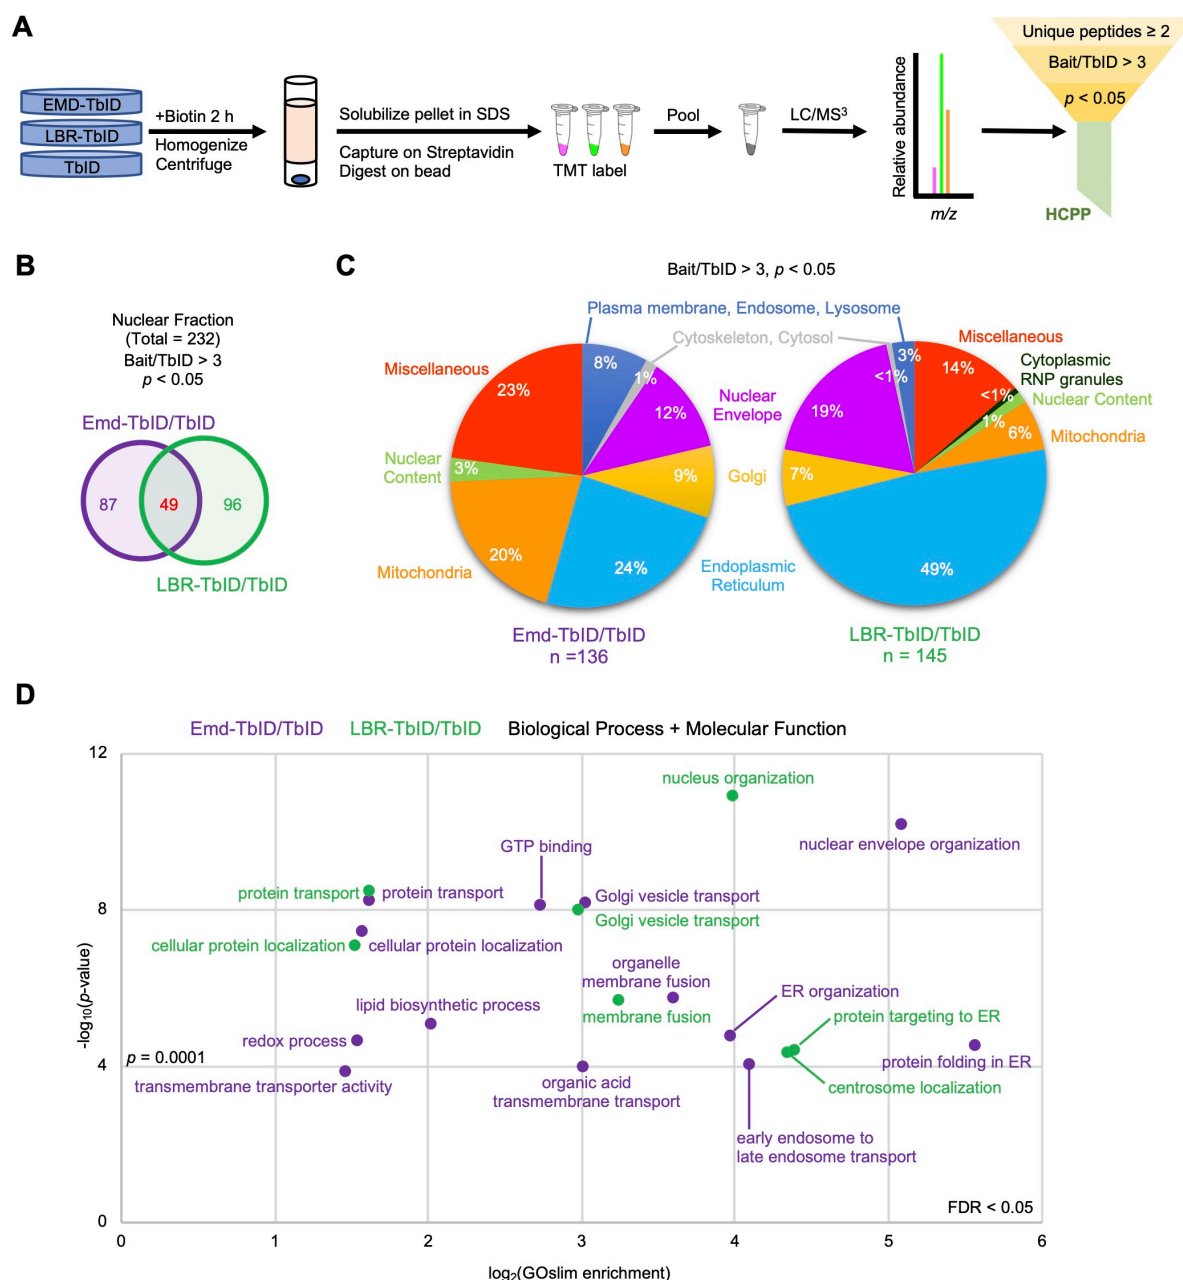 A
EMD-TbID
LBR-TbID
TbID
+Biotin 2 h
Homogenize
Centrifuge
Solubilize pellet in SDS
Capture on Streptavidin
Digest on bead
TMT label
Pool
LC/MS³
Relative abundance
m/z
Unique peptides ≥ 2
Bait/TbID > 3
p < 0.05
HCPP
B
Nuclear Fraction
(Total = 232)
Bait/TbID > 3
p < 0.05
Emd-TbID/TbID
87
49
96
LBR-TbID/TbID
C
Bait/TbID > 3, p < 0.05
Plasma membrane, Endosome, Lysosome
Cytoskeleton, Cytosol
Miscellaneous
23%
8%
1%
12%
Nuclear
Envelope
Nuclear
Content
3%
9%
Golgi
Mitochondria
20%
24%
Endoplasmic
Reticulum
Emd-TbID/TbID
n =136
3%
<1%
19%
7%
14%
Miscellaneous
Cytoplasmic
RNP granules
<1%
Nuclear Content
1%
6%
Mitochondria
49%
LBR-TbID/TbID
n = 145
D
Emd-TbID/TbID
LBR-TbID/TbID
Biological Process + Molecular Function
12
8
4
0
-log10(p-value)
nucleus organization
nuclear envelope organization
GTP binding
protein transport
protein transport
Golgi vesicle transport
Golgi vesicle transport
cellular protein localization
cellular protein localization
organelle
membrane fusion
membrane fusion
lipid biosynthetic process
ER organization
protein targeting to ER
redox process
p = 0.0001
transmembrane transporter activity
organic acid
transmembrane transport
protein folding in ER
centrosome localization
early endosome to
late endosome transport
FDR < 0.05
0
1
2
3
4
5
6
log2(GOslim enrichment)